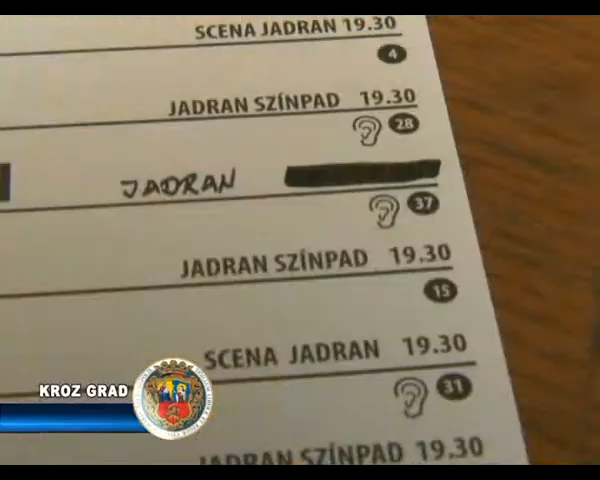 SCENA JADRAN 19.30
4
JADRAN SZÍNPAD 19.30
28
JADRAN
37
JADRAN SZÍNPAD 19.30
15
SCENA JADRAN 19.30
31
JADRAN SZÍNPAD 19.30
KROZ GRAD